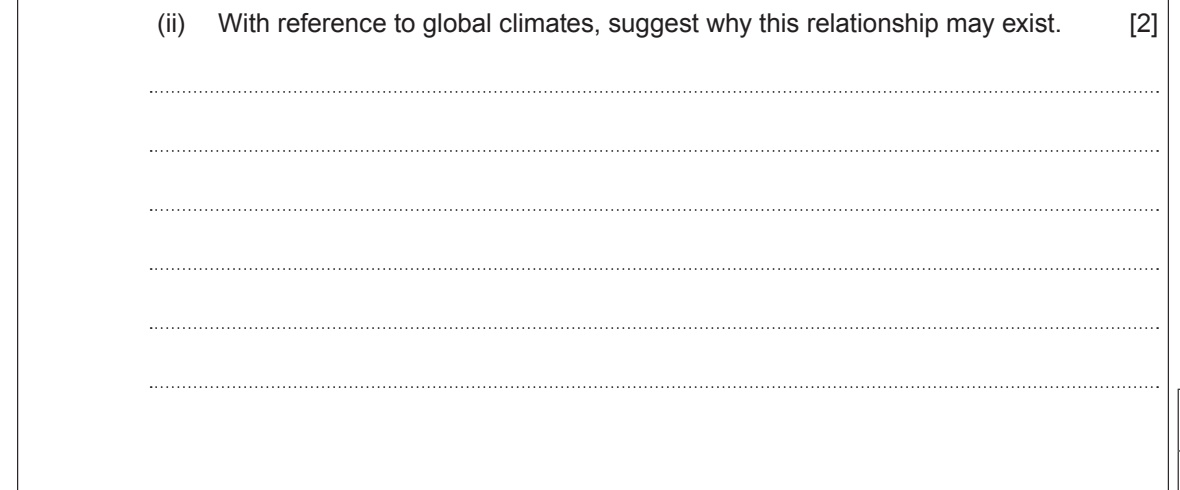 (ii) With reference to global climates, suggest why this relationship may exist. [2]